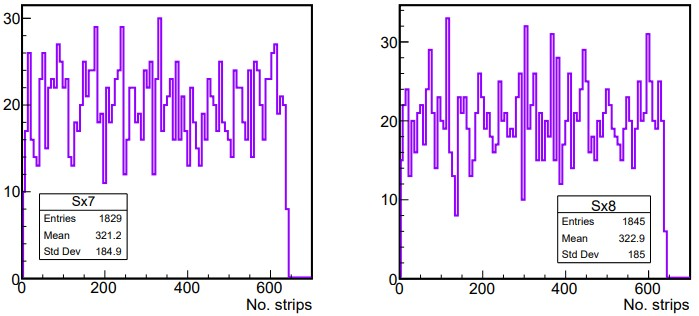 30
20
10
0
Sx7
Entries 1829
Mean 321.2
Std Dev 184.9
0 200 400 600
No. strips
30
20
10
0
Sx8
Entries 1845
Mean 322.9
Std Dev 185
0 200 400 600
No. strips